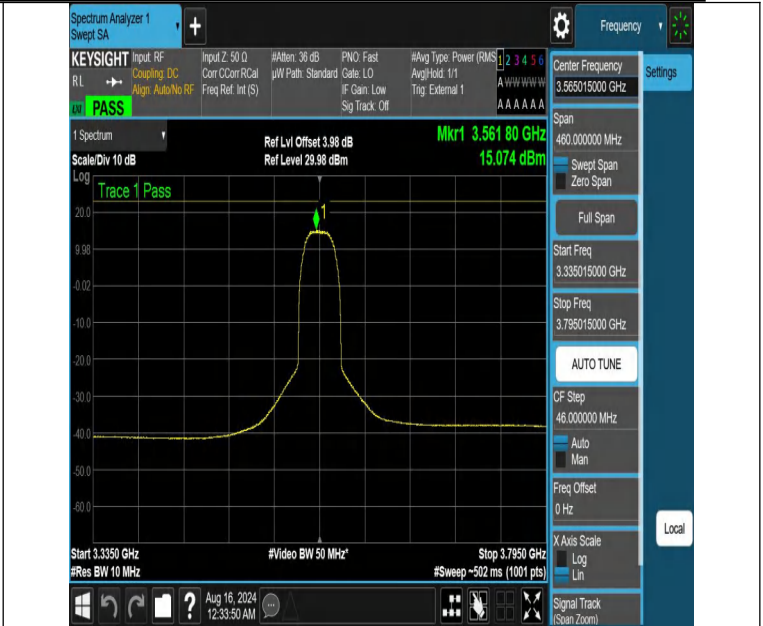 Spectrum Analyzer 1
Swept SA
+
Frequency
KEYSIGHT
RL
PASS
Input: RF
Coupling: DC
Align: Auto/No RF
Input Z: 50 Ω
Corr CCorr RCal
Freq Ref: Int (S)
#Atten: 36 dB
µW Path: Standard
PNO: Fast
Gate: LO
IF Gain: Low
Sig Track: Off
#Avg Type: Power (RMS
Avg|Hold: 1/1
Trig: External 1
1 2 3 4 5 6
A W W W W W
A A A A A A
1 Spectrum
Scale/Div 10 dB
Ref Lvl Offset 3.98 dB
Ref Level 29.98 dBm
Mkr1 3.561 80 GHz
15.074 dBm
Log
Trace 1 Pass
1
20.0
9.98
-0.02
-10.0
-20.0
-30.0
-40.0
-50.0
-60.0
Start 3.3350 GHz
#Res BW 10 MHz
#Video BW 50 MHz*
Stop 3.7950 GHz
#Sweep ~502 ms (1001 pts)
Center Frequency
3.565015000 GHz
Settings
Span
460.000000 MHz
Swept Span
Zero Span
Full Span
Start Freq
3.335015000 GHz
Stop Freq
3.795015000 GHz
AUTO TUNE
CF Step
46.000000 MHz
Auto
Man
Freq Offset
0 Hz
X Axis Scale
Log
Lin
Local
Signal Track
(Span Zoom)
?
Aug 16, 2024
12:33:50 AM